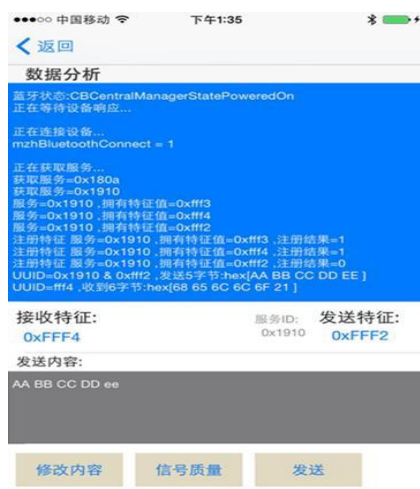 中国移动 下午1:35
返回
数据分析
蓝牙状态:CBCentralManagerStatePoweredOn
正在等待设备响应...
正在连接设备...
mzhBluetoothConnect = 1
正在获取服务...
获取服务=0x180a
获取服务=0x1910
服务=0x1910 ,拥有特征值=0xfff3
服务=0x1910 ,拥有特征值=0xfff4
服务=0x1910 ,拥有特征值=0xfff2
注册特征 服务=0x1910 ,拥有特征值=0xfff3 ,注册结果=1
注册特征 服务=0x1910 ,拥有特征值=0xfff4 ,注册结果=1
注册特征 服务=0x1910 ,拥有特征值=0xfff2 ,注册结果=0
UUID=0x1910 & 0xfff2 ,发送5字节:hex[AA BB CC DD EE ]
UUID=fff4 ,收到6字节:hex[68 65 6C 6C 6F 21 ]
接收特征: 服务ID: 发送特征:
0xFFF4 0x1910 0xFFF2
发送内容:
AA BB CC DD ee
修改内容 信号质量 发送